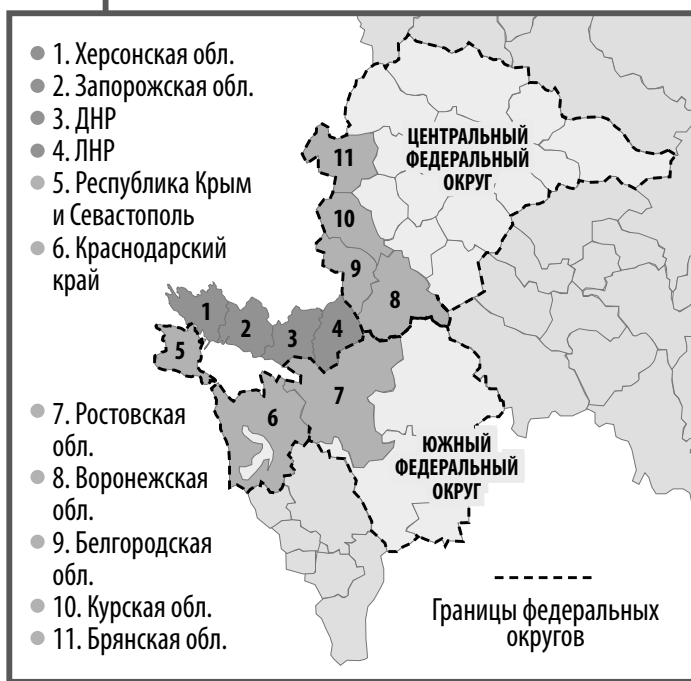 1. Херсонская обл.
2. Запорожская обл.
3. ДНР
4. ЛНР
5. Республика Крым
и Севастополь
6. Краснодарский
край
7. Ростовская
обл.
8. Воронежская
обл.
9. Белгородская
обл.
10. Курская обл.
11. Брянская обл.
ЦЕНТРАЛЬНЫЙ
ФЕДЕРАЛЬНЫЙ
ОКРУГ
11
10
9
8
1
2
3
4
5
6
7
ЮЖНЫЙ
ФЕДЕРАЛЬНЫЙ
ОКРУГ
Границы федеральных
округов